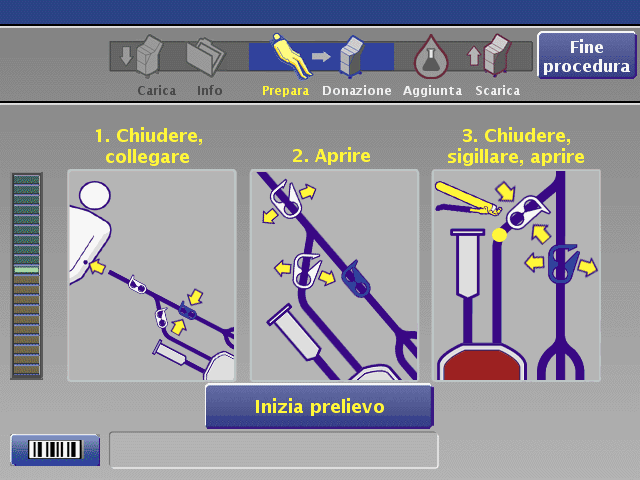 Fine
procedura
Carica
Info
Prepara
Donazione
Aggiunta
Scarica
1. Chiudere,
collegare
2. Aprire
3. Chiudere,
sigillare, aprire
Inizia prelievo